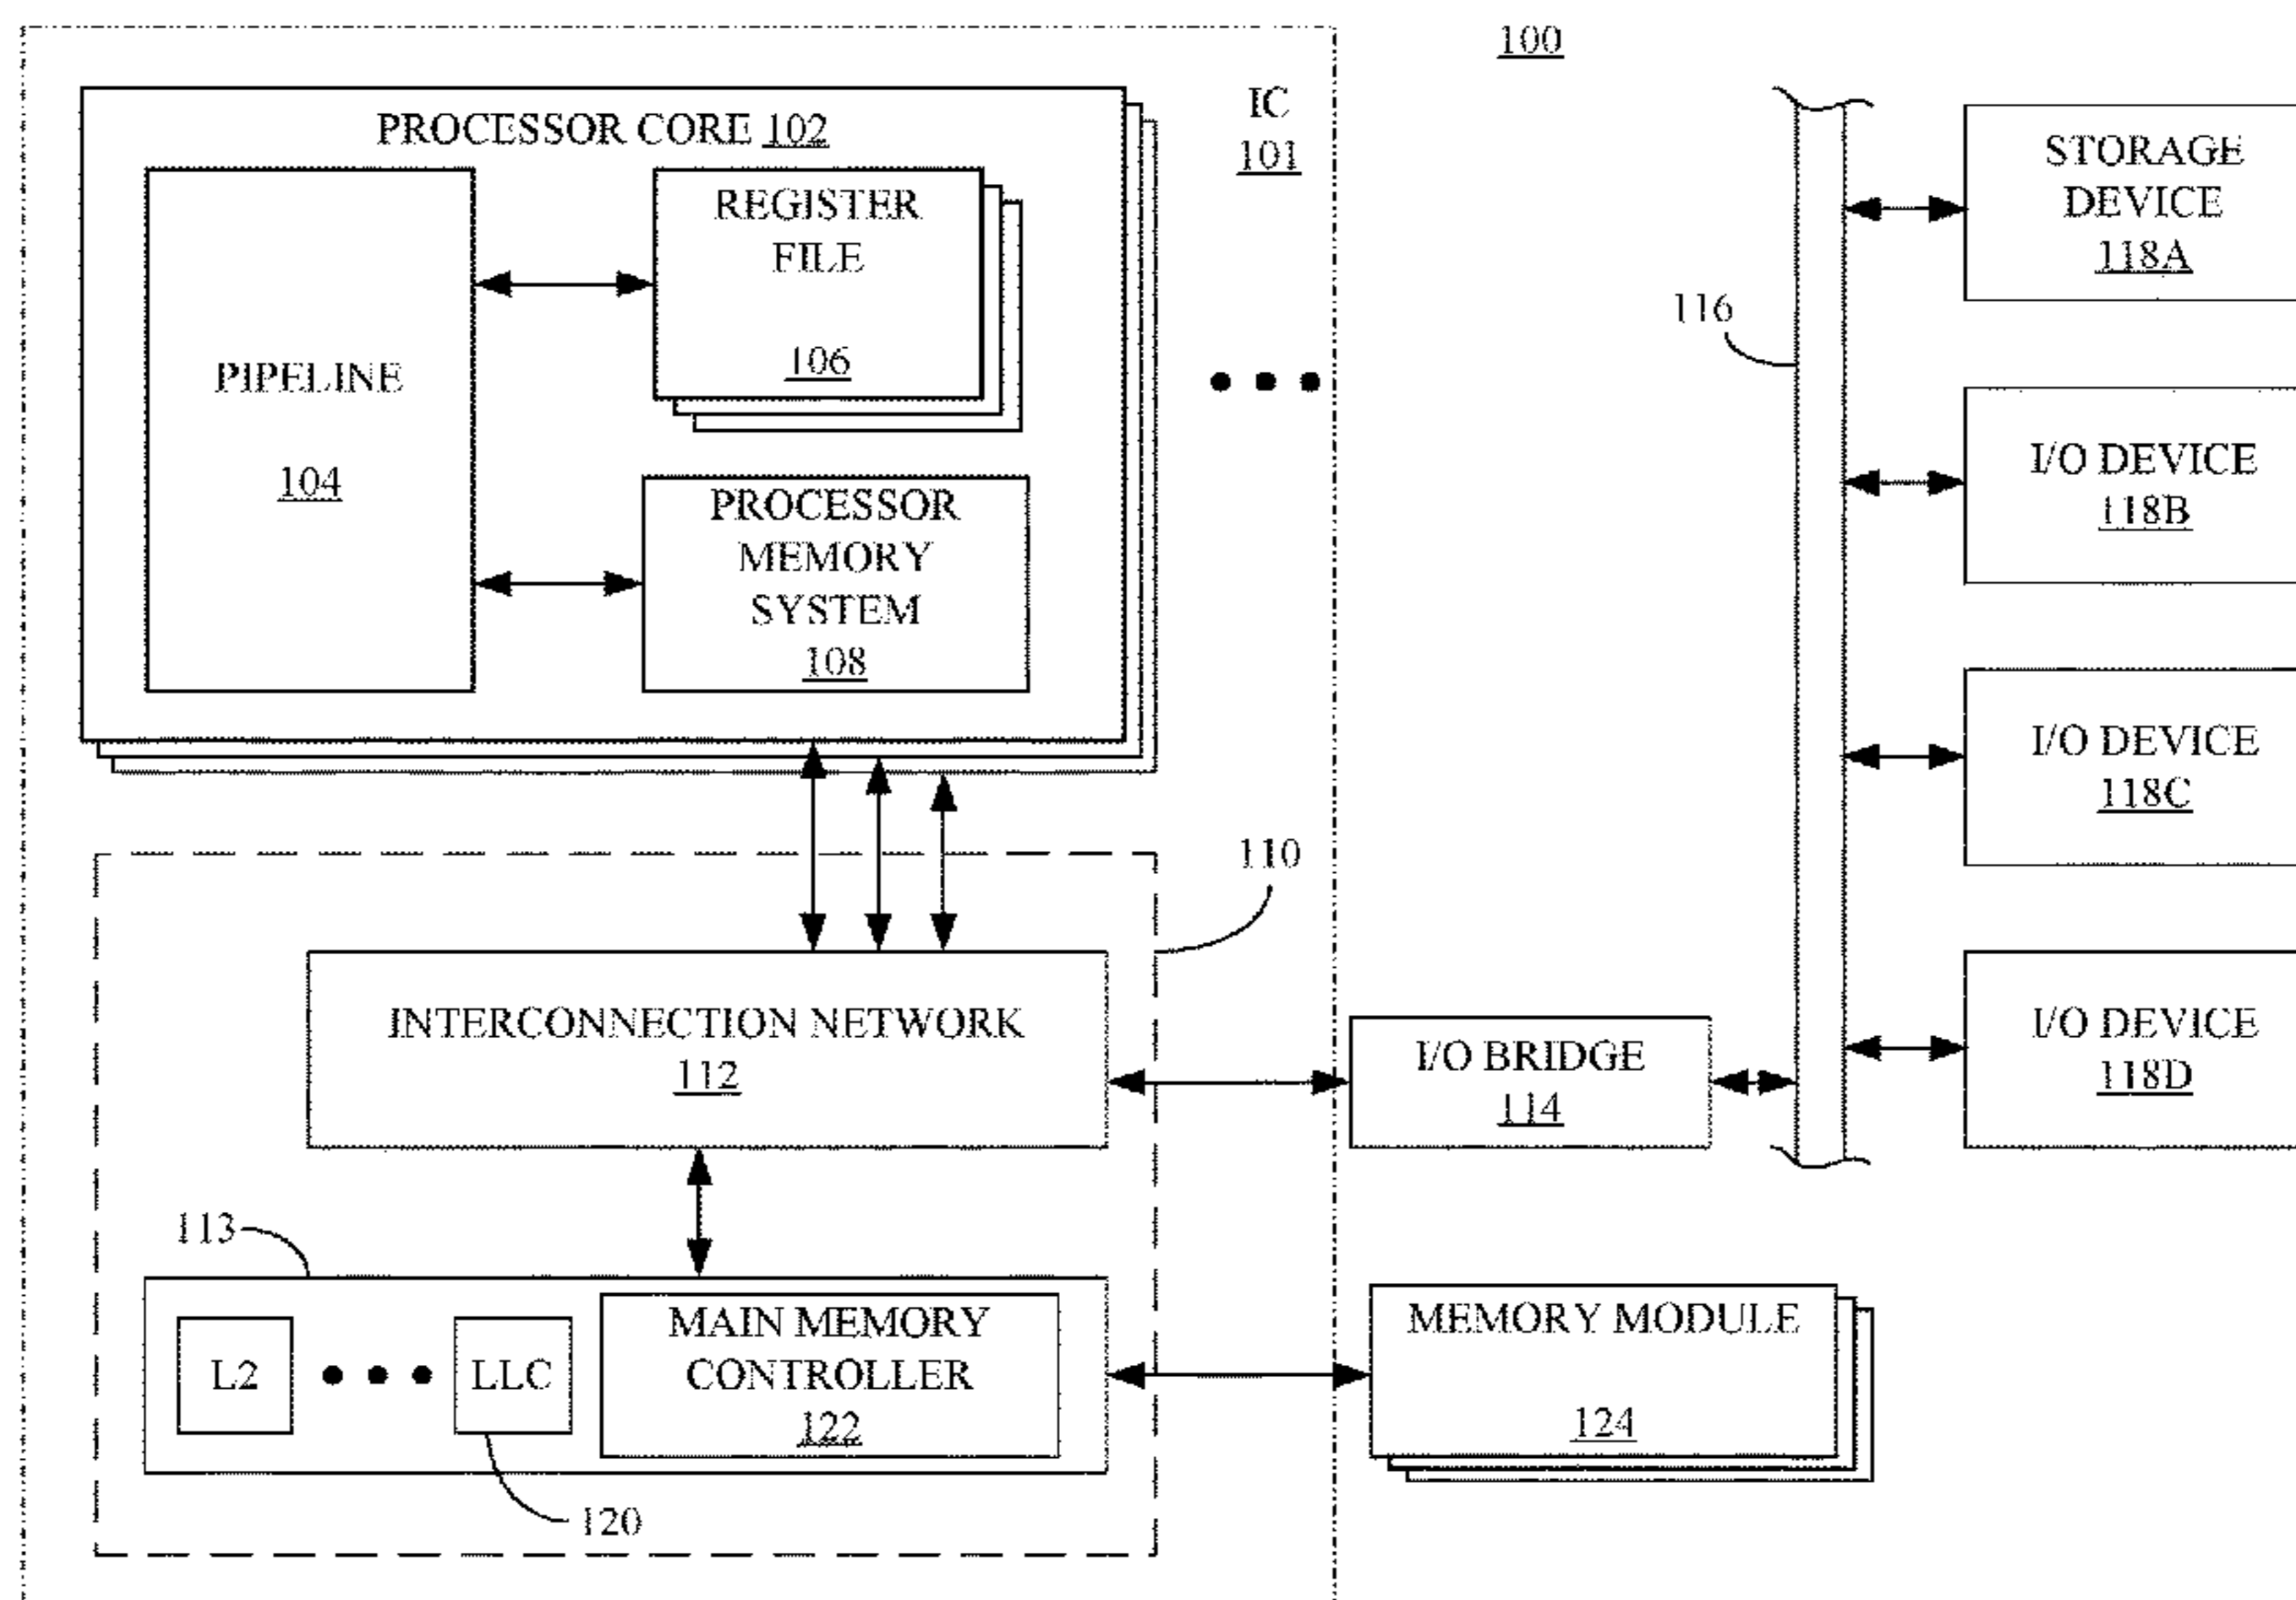 100
IC
101
PROCESSOR CORE 102
PIPELINE
104
REGISTER
FILE
106
PROCESSOR
MEMORY
SYSTEM
108
110
INTERCONNECTION NETWORK
112
113
L2
LLC
MAIN MEMORY
CONTROLLER
122
120
I/O BRIDGE
114
MEMORY MODULE
124
116
STORAGE
DEVICE
118A
I/O DEVICE
118B
I/O DEVICE
118C
I/O DEVICE
118D